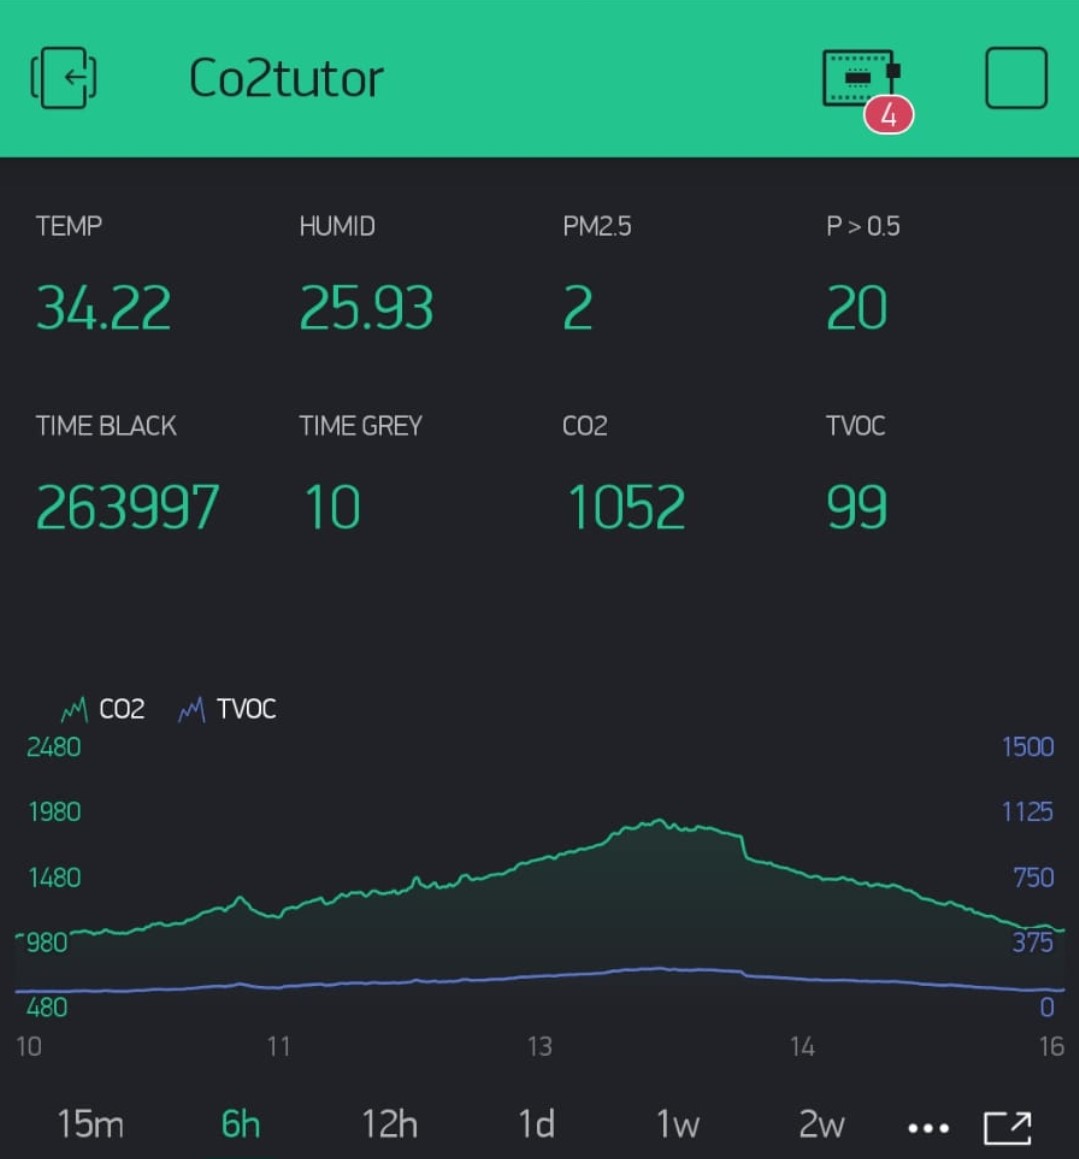 Co2tutor
4
TEMP HUMID PM2.5 P > 0.5
34.22 25.93 2 20
TIME BLACK TIME GREY CO2 TVOC
263997 10 1052 99
CO2 TVOC
2480 1500
1980 1125
1480 750
980 375
480 0
10 11 13 14 16
15m 6h 12h 1d 1w 2w ...